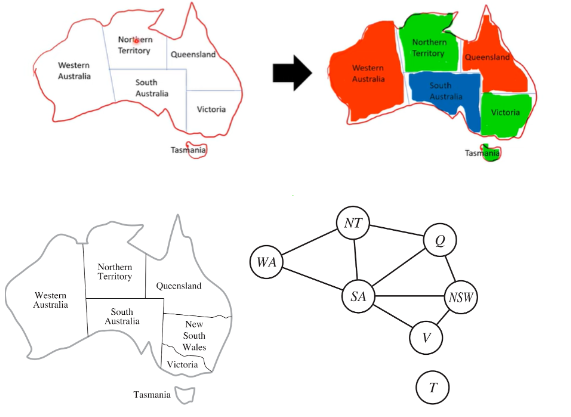 Northern
Territory
Western
Australia
Queensland
South
Australia
Victoria
Tasmania
Northern
Territory
Western
Australia
Queensland
South
Australia
Victoria
Tasmania
Northern
Territory
Western
Australia
Queensland
South
Australia
New
South
Wales
Victoria
Tasmania
NT
Q
WA
SA
NSW
V
T